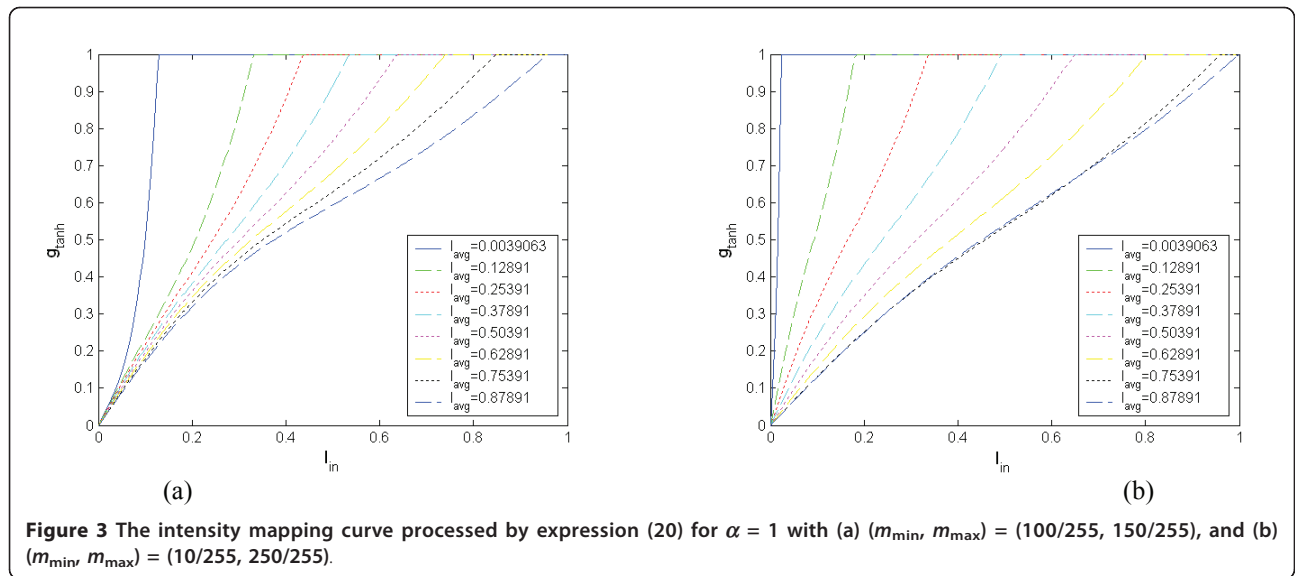 1
0.9
0.8
0.7
0.6
0.5
0.4
0.3
0.2
0.1
0
g_tanh
0
0.2
0.4
0.6
0.8
1
I_in
I_avg=0.0039063
I_avg=0.12891
I_avg=0.25391
I_avg=0.37891
I_avg=0.50391
I_avg=0.62891
I_avg=0.75391
I_avg=0.87891
(a)
1
0.9
0.8
0.7
0.6
0.5
0.4
0.3
0.2
0.1
0
g_tanh
0
0.2
0.4
0.6
0.8
1
I_in
I_avg=0.0039063
I_avg=0.12891
I_avg=0.25391
I_avg=0.37891
I_avg=0.50391
I_avg=0.62891
I_avg=0.75391
I_avg=0.87891
(b)
Figure 3 The intensity mapping curve processed by expression (20) for α = 1 with (a) (m_min, m_max) = (100/255, 150/255), and (b)
(m_min, m_max) = (10/255, 250/255).